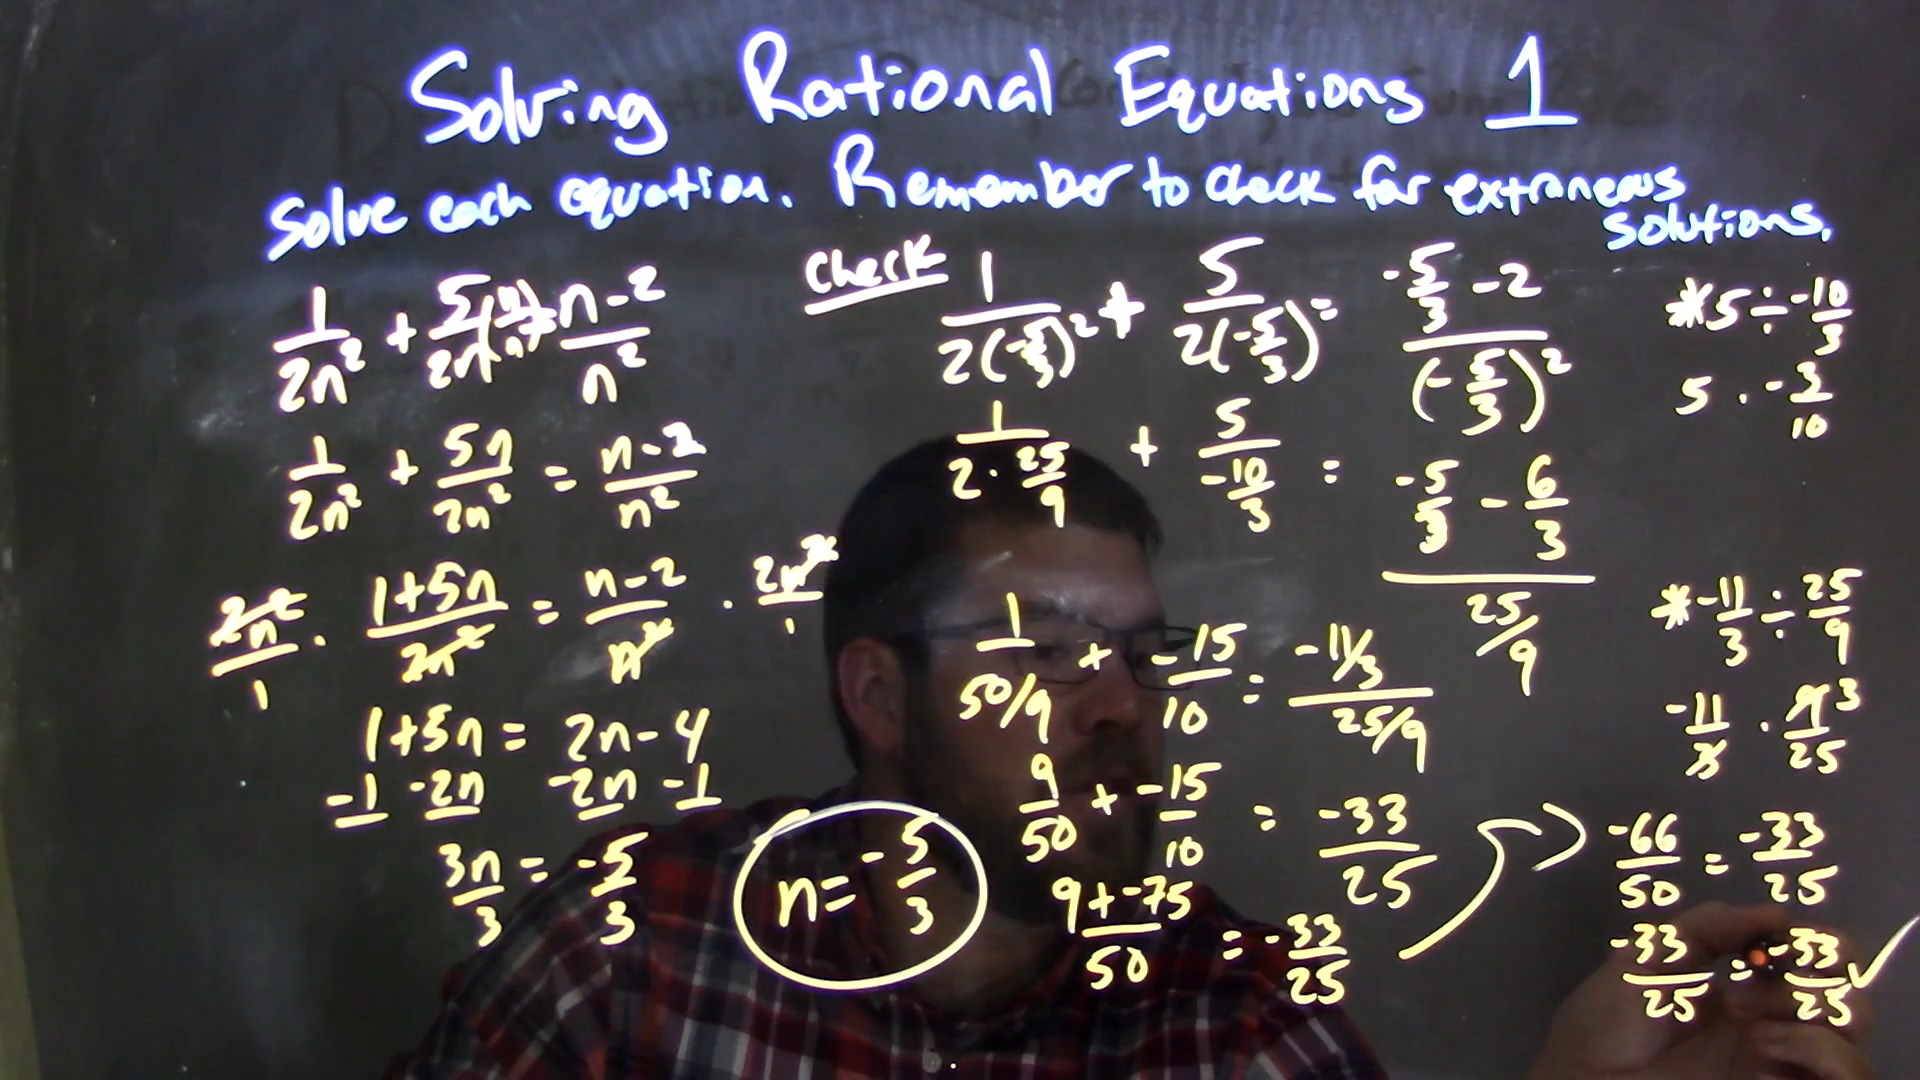 Solving Rational Equations 1
Solve each equation. Remember to check for extraneous
solutions.
1/2n² + 5/2n (n/n) = n-2/n²
1/2n² + 5n/2n² = n-2/n²
2n²/1 · 1+5n/2n² = n-2/n² · 2n²/1
1+5n = 2n-4
-1 -2n -2n -1
3n/3 = -5/3
n = -5/3
Check
1/2(-5/3)² + 5/2(-5/3) = -5/3 - 2/(-5/3)²
1/2·25/9 + 5/-10/3 = -5/3 - 6/3/25/9
1/50/9 + -15/10 = -11/3/25/9
9/50 + -15/10 = -33/25
9+-75/50 = -33/25
*5 ÷ -10/3
5 · -3/10
*-11/3 ÷ 25/9
-11/3 · 9 3/25
-66/50 = -33/25
-33/25 = -33/25 ✓